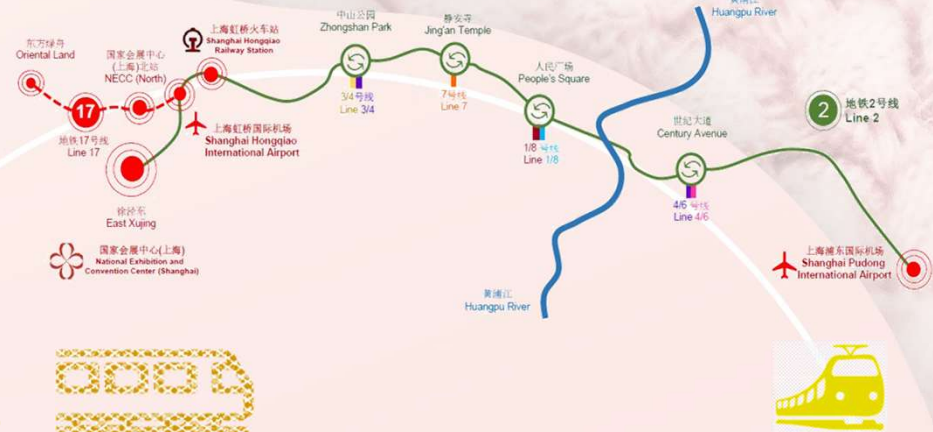 Huangpu River
中山公园
Zhongshan Park
静安寺
Jing'an Temple
上海虹桥火车站
Shanghai Hongqiao
Railway Station
东方绿舟
Oriental Land
国家会展中心
(上海)北站
NECC (North)
人民广场
People's Square
17
地铁17号线
Line 17
上海虹桥国际机场
Shanghai Hongqiao
International Airport
3/4号线
Line 3/4
7号线
Line 7
1/8 号线
Line 1/8
世纪大道
Century Avenue
2
地铁2号线
Line 2
4/6 号线
Line 4/6
徐泾东
East Xujing
国家会展中心(上海)
National Exhibition and
Convention Center (Shanghai)
上海浦东国际机场
Shanghai Pudong
International Airport
黄浦江
Huangpu River